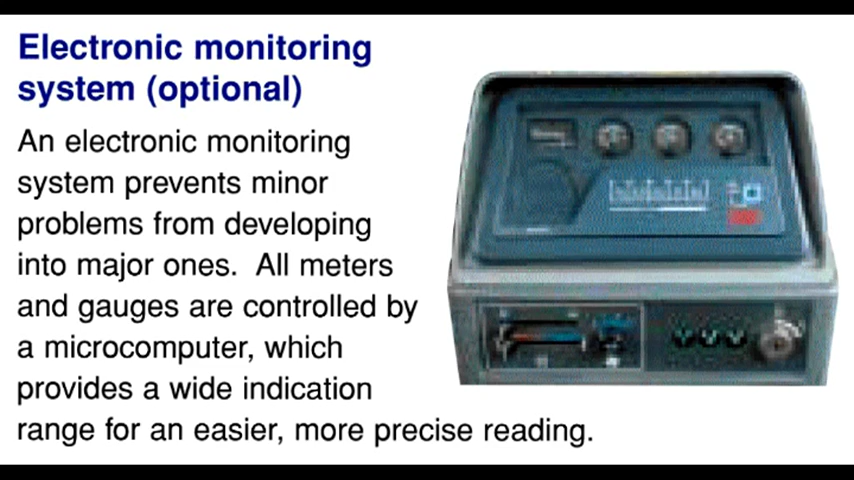 Electronic monitoring
system (optional)
An electronic monitoring
system prevents minor
problems from developing
into major ones. All meters
and gauges are controlled by
a microcomputer, which
provides a wide indication
range for an easier, more precise reading.